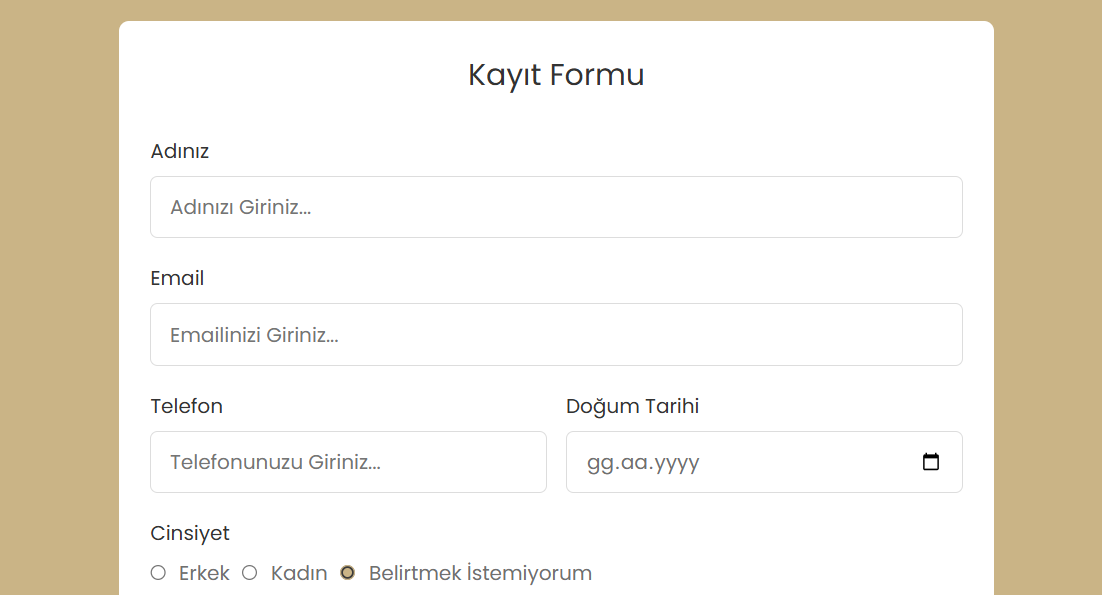 Kayıt Formu
Adınız
Adınızı Giriniz...
Email
Emailinizi Giriniz...
Telefon
Doğum Tarihi
Telefonunuzu Giriniz...
gg.aa.yyyy
Cinsiyet
Erkek Kadın Belirtmek İstemiyorum